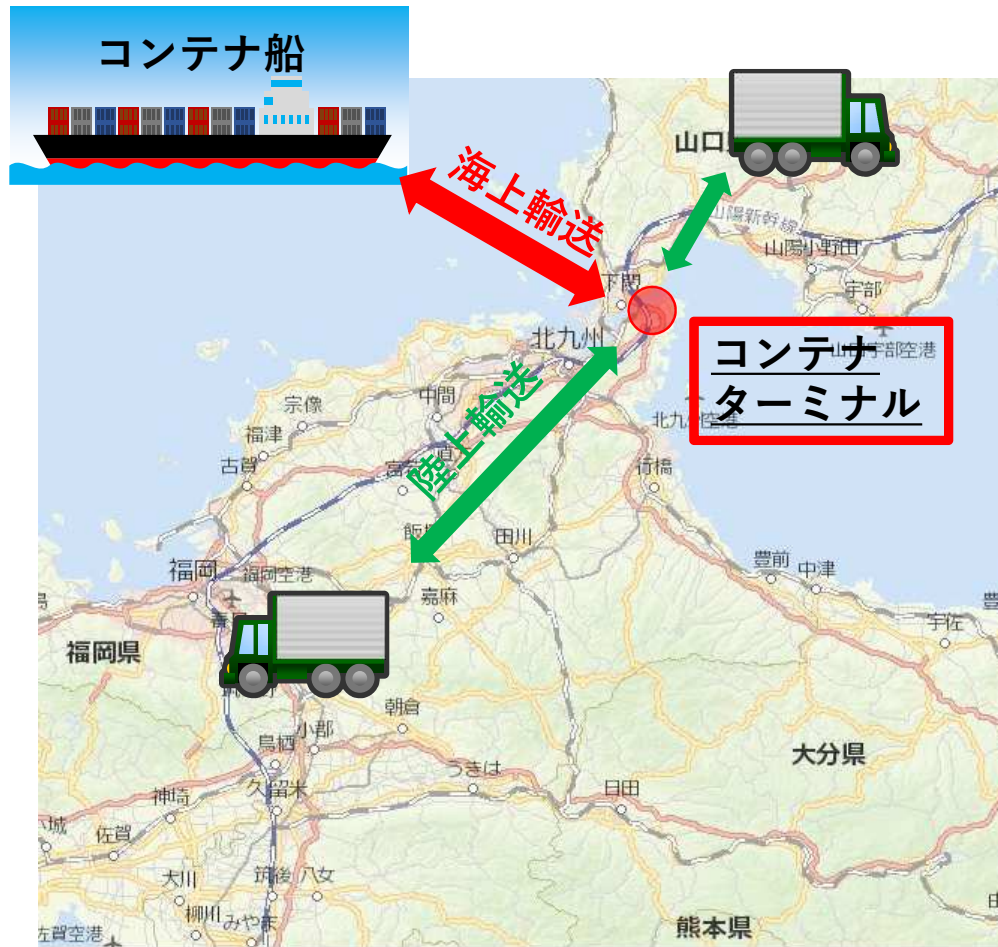 コンテナ船
海上輸送
山口
山陽新幹線
山陽小野田
下関
宇部
北九州
コンテナ
ターミナル
山口宇部空港
北九州空港
中間
宗像
福津
陸上輸送
古賀
行橋
田川
豊前
中津
福岡
福岡空港
嘉麻
島
宇佐
福岡県
朝倉
小郡
鳥栖
大分県
うきは
久留米
神埼
日田
佐賀
大川
筑後
八女
柳川
みやま
熊本県
佐賀空港